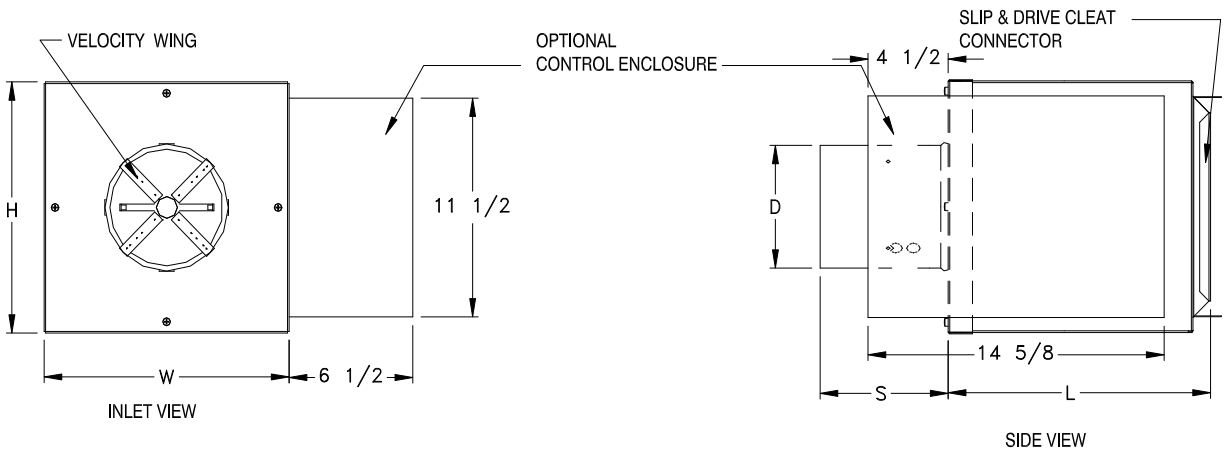 VELOCITY WING
OPTIONAL
CONTROL ENCLOSURE
SLIP & DRIVE CLEAT
CONNECTOR
4 1/2
H
11 1/2
D
W
6 1/2
14 5/8
S
L
INLET VIEW
SIDE VIEW